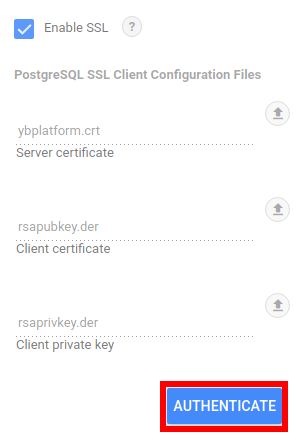 Enable SSL ?
PostgreSQL SSL Client Configuration Files
ybplatform.crt
Server certificate
rsapubkey.der
Client certificate
rsaprivkey.der
Client private key
AUTHENTICATE